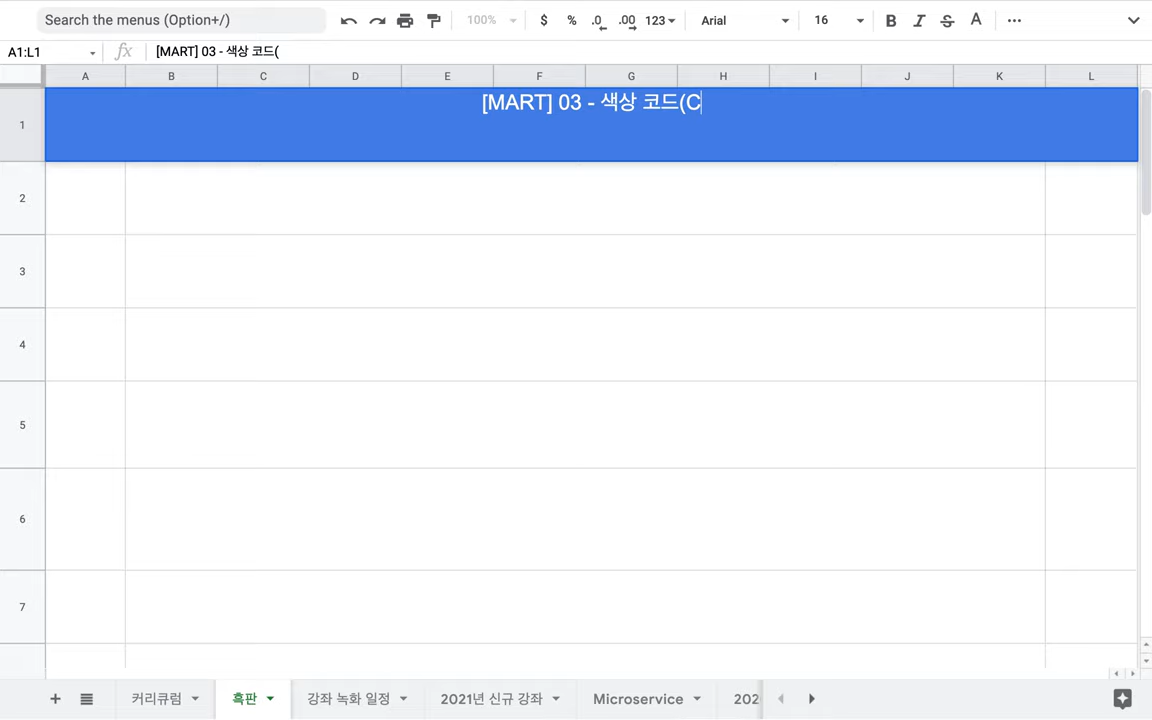 Search the menus (Option+/) 100% $ % .0 .00 123 Arial 16 B I S A
A1:L1 fx [MART] 03 - 색상 코드(
A B C D E F G H I J K L
1 [MART] 03 - 색상 코드(C
2
3
4
5
6
7
커리큐럼 흑판 강좌 녹화 일정 2021년 신규 강좌 Microservice 202